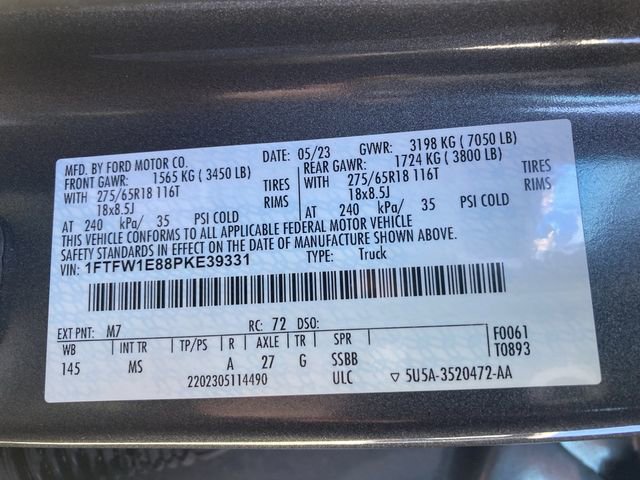 MFD. BY FORD MOTOR CO. DATE: 05/23 GVWR: 3198 KG ( 7050 LB)
FRONT GAWR: 1565 KG ( 3450 LB) REAR GAWR: 1724 KG ( 3800 LB)
WITH 275/65R18 116T TIRES WITH 275/65R18 116T TIRES
18x8.5J RIMS 18x8.5J RIMS
AT 240 kPa/ 35 PSI COLD AT 240 kPa/ 35 PSI COLD
THIS VEHICLE CONFORMS TO ALL APPLICABLE FEDERAL MOTOR VEHICLE
SAFETY STANDARDS IN EFFECT ON THE DATE OF MANUFACTURE SHOWN ABOVE.
VIN: 1FTFW1E88PKE39331 TYPE: Truck
EXT PNT: M7 RC: 72 DSO:
WB INT TR TP/PS R AXLE TR SPR F0061
145 MS A 27 G SSBB T0893
2202305114490 ULC ▽ 5U5A-3520472-AA